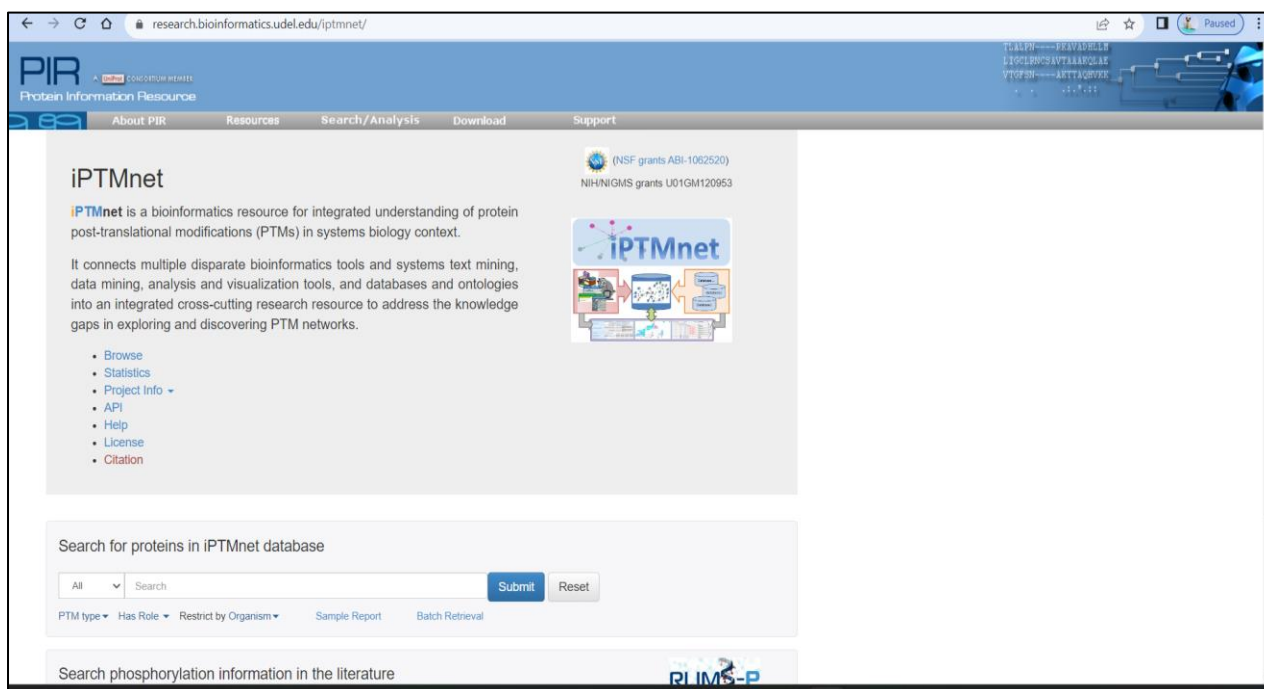 research.bioinformatics.udel.edu/iptmnet/
Paused
PIR
A UniProt CONSORTIUM MEMBER
Protein Information Resource
About PIR Resources Search/Analysis Download Support
iPTMnet
(NSF grants ABI-1062520)
NIH/NIGMS grants U01GM120953
iPTMnet is a bioinformatics resource for integrated understanding of protein
post-translational modifications (PTMs) in systems biology context.
iPTMnet
It connects multiple disparate bioinformatics tools and systems text mining,
data mining, analysis and visualization tools, and databases and ontologies
into an integrated cross-cutting research resource to address the knowledge
gaps in exploring and discovering PTM networks.
Browse
Statistics
Project Info
API
Help
License
Citation
Search for proteins in iPTMnet database
All Search Submit Reset
PTM type Has Role Restrict by Organism Sample Report Batch Retrieval
Search phosphorylation information in the literature
RLIMS-P